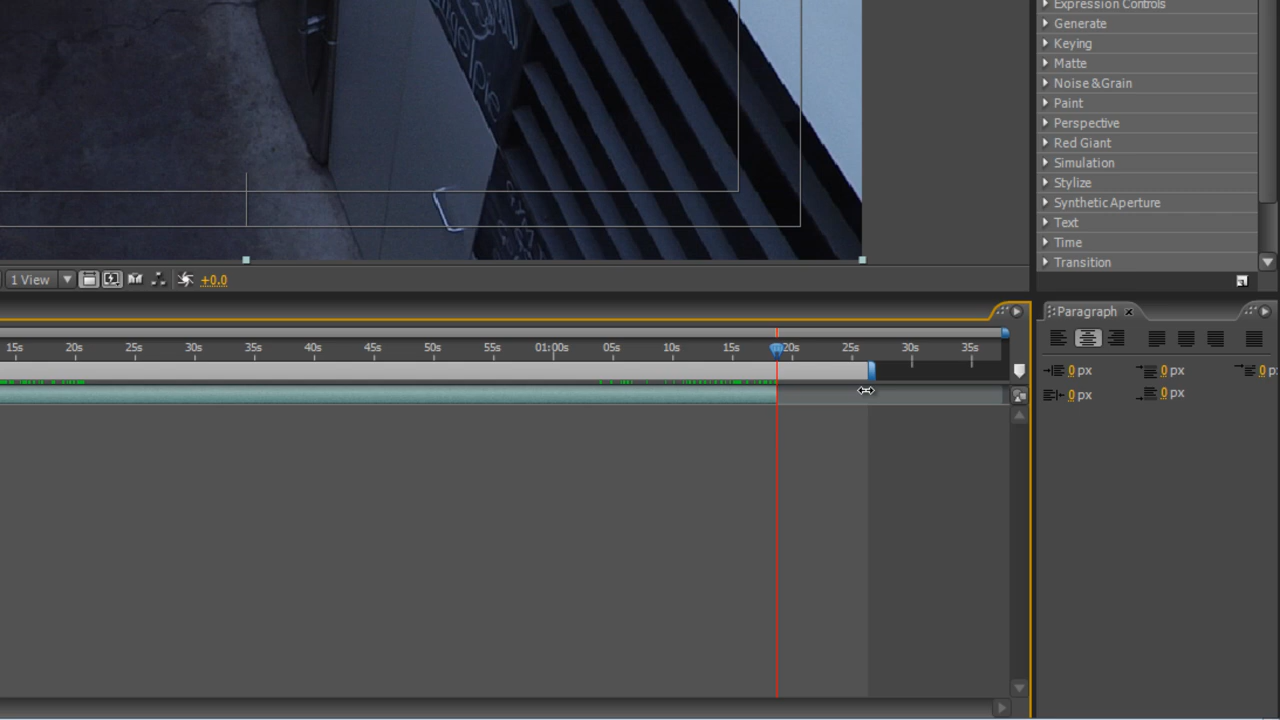 Expression Controls
Generate
Keying
Matte
Noise & Grain
Paint
Perspective
Red Giant
Simulation
Stylize
Synthetic Aperture
Text
Time
Transition
1 View
+0.0
Paragraph
15s 20s 25s 30s 35s 40s 45s 50s 55s 01:00s 05s 10s 15s 20s 25s 30s 35s
0 px 0 px 0 p
0 px 0 px
Pie